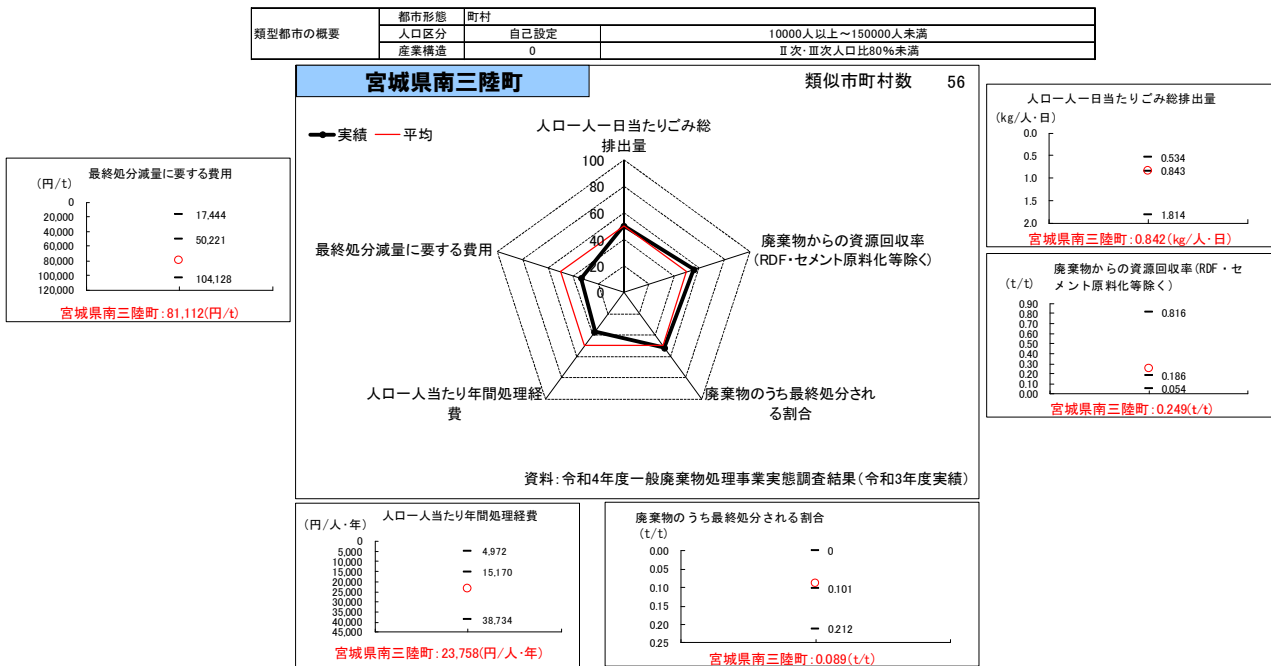 類型都市の概要
都市形態 町村
人口区分 自己設定 10000人以上～150000人未満
産業構造 0 Ⅱ次・Ⅲ次人口比80%未満
宮城県南三陸町
類似市町村数 56
実績 平均
人口一人一日当たりごみ総
排出量
廃棄物からの資源回収率
(RDF・セメント原料化等除く)
廃棄物のうち最終処分され
る割合
人口一人当たり年間処理経
費
最終処分減量に要する費用
100
80
60
40
20
0
資料:令和4年度一般廃棄物処理事業実態調査結果(令和3年度実績)
最終処分減量に要する費用
(円/t)
0
20,000
40,000
60,000
80,000
100,000
120,000
17,444
50,221
104,128
宮城県南三陸町:81,112(円/t)
人口一人一日当たりごみ総排出量
(kg/人・日)
0.0
0.5
1.0
1.5
2.0
0.534
0.843
1.814
宮城県南三陸町:0.842(kg/人・日)
廃棄物からの資源回収率(RDF・セ
メント原料化等除く)
(t/t)
0.90
0.80
0.70
0.60
0.50
0.40
0.30
0.20
0.10
0.00
0.816
0.186
0.054
宮城県南三陸町:0.249(t/t)
人口一人当たり年間処理経費
(円/人・年)
0
5,000
10,000
15,000
20,000
25,000
30,000
35,000
40,000
45,000
4,972
15,170
38,734
宮城県南三陸町:23,758(円/人・年)
廃棄物のうち最終処分される割合
(t/t)
0.00
0.05
0.10
0.15
0.20
0.25
0
0.101
0.212
宮城県南三陸町:0.089(t/t)